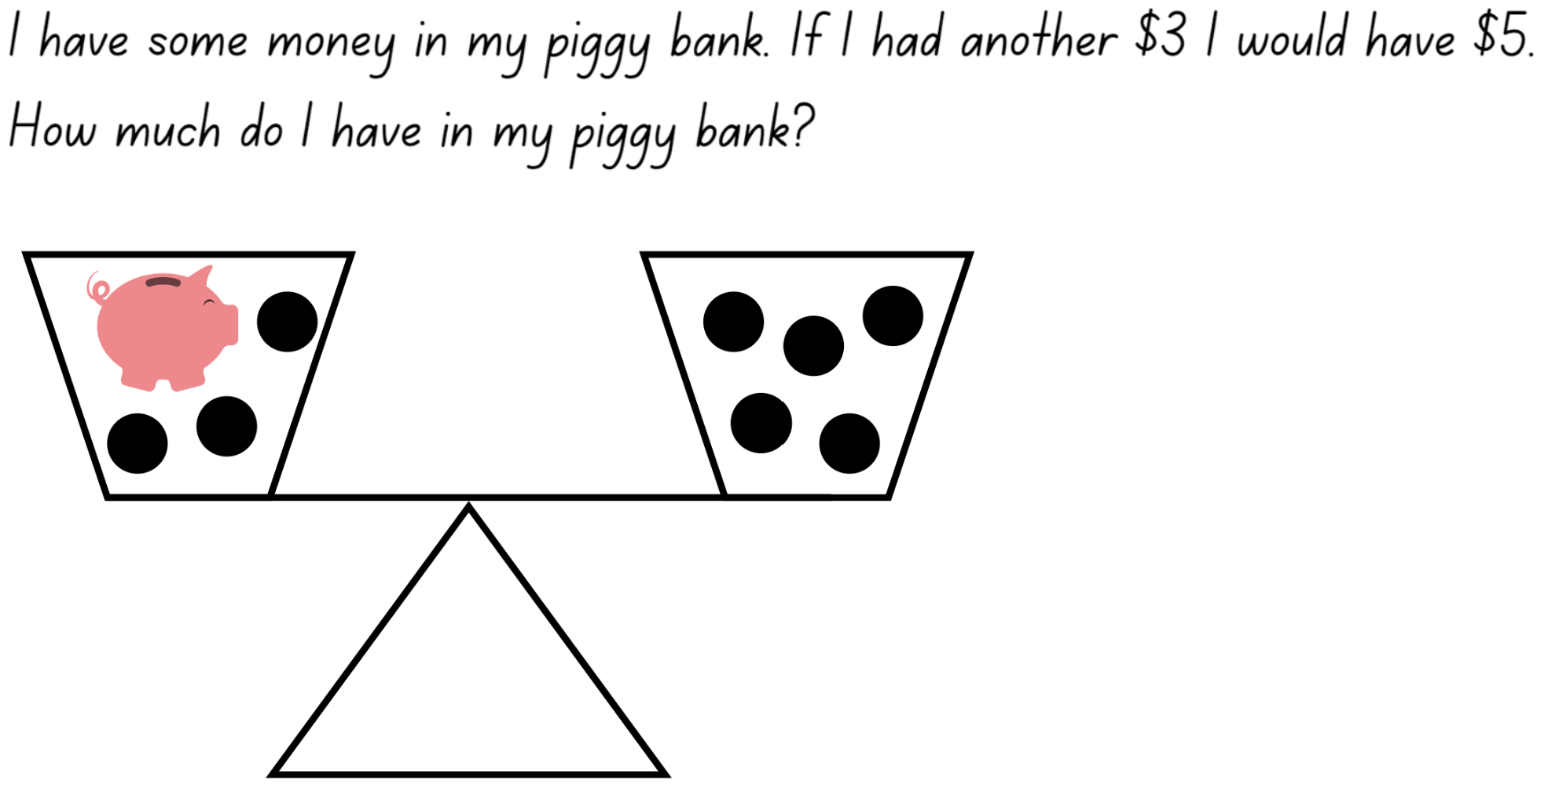 I have some money in my piggy bank. If I had another $3 I would have $5.
How much do I have in my piggy bank?